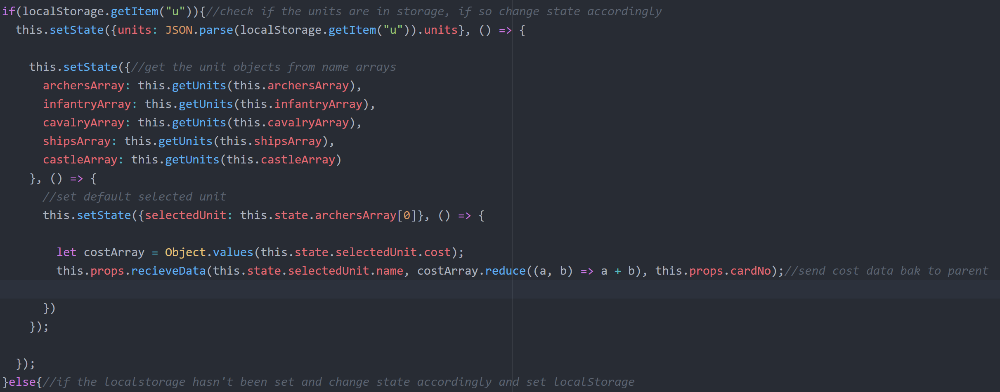 if(localStorage.getItem("u")){//check if the units are in storage, if so change state accordingly
  this.setState({units: JSON.parse(localStorage.getItem("u")).units}, () => {
    this.setState({//get the unit objects from name arrays
      archersArray: this.getUnits(this.archersArray),
      infantryArray: this.getUnits(this.infantryArray),
      cavalryArray: this.getUnits(this.cavalryArray),
      shipsArray: this.getUnits(this.shipsArray),
      castleArray: this.getUnits(this.castleArray)
    }, () => {
      //set default selected unit
      this.setState({selectedUnit: this.state.archersArray[0]}, () => {
        let costArray = Object.values(this.state.selectedUnit.cost);
        this.props.recieveData(this.state.selectedUnit.name, costArray.reduce((a, b) => a + b), this.props.cardNo);//send cost data bak to parent
      })
    });
  });
}else{//if the localstorage hasn't been set and change state accordingly and set localStorage